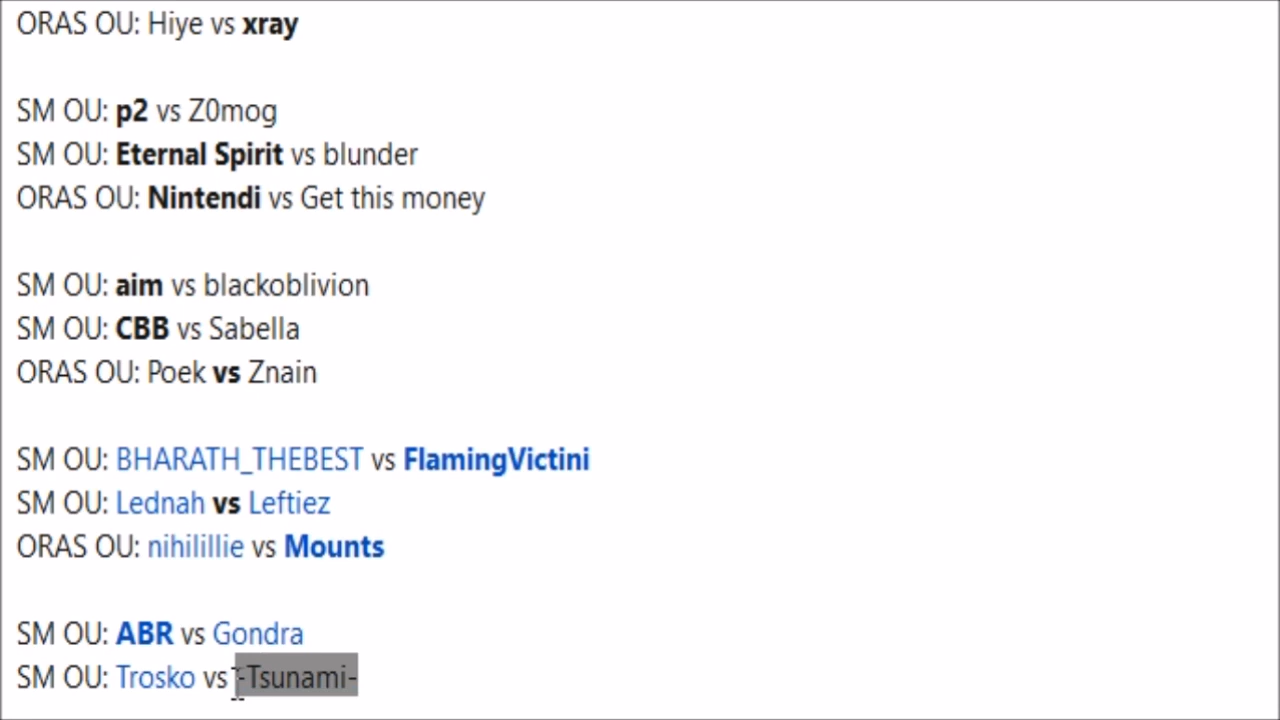 ORAS OU: Hiye vs xray
SM OU: p2 vs Z0mog
SM OU: Eternal Spirit vs blunder
ORAS OU: Nintendi vs Get this money
SM OU: aim vs blackoblivion
SM OU: CBB vs Sabella
ORAS OU: Poek vs Znain
SM OU: BHARATH_THEBEST vs FlamingVictini
SM OU: Lednah vs Leftiez
ORAS OU: nihilillie vs Mounts
SM OU: ABR vs Gondra
SM OU: Trosko vs -Tsunami-